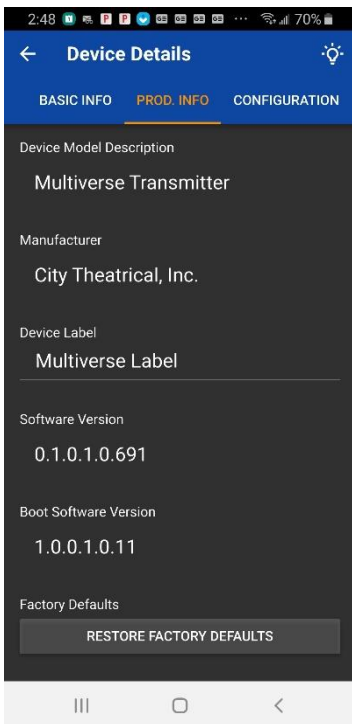 2:48 70%
Device Details
BASIC INFO PROD. INFO CONFIGURATION
Device Model Description
Multiverse Transmitter
Manufacturer
City Theatrical, Inc.
Device Label
Multiverse Label
Software Version
0.1.0.1.0.691
Boot Software Version
1.0.0.1.0.11
Factory Defaults
RESTORE FACTORY DEFAULTS